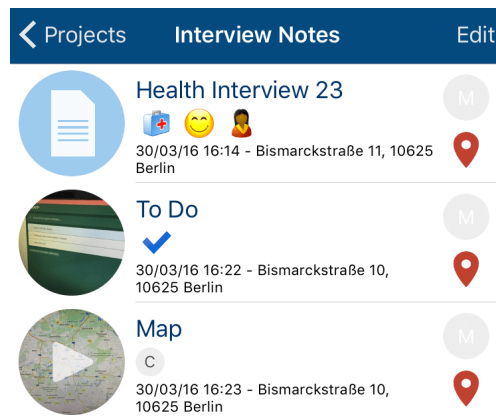 Projects
Interview Notes
Edit
Health Interview 23
M
30/03/16 16:14 - Bismarckstraße 11, 10625
Berlin
To Do
M
30/03/16 16:22 - Bismarckstraße 10,
10625 Berlin
Map
M
C
30/03/16 16:23 - Bismarckstraße 10,
10625 Berlin